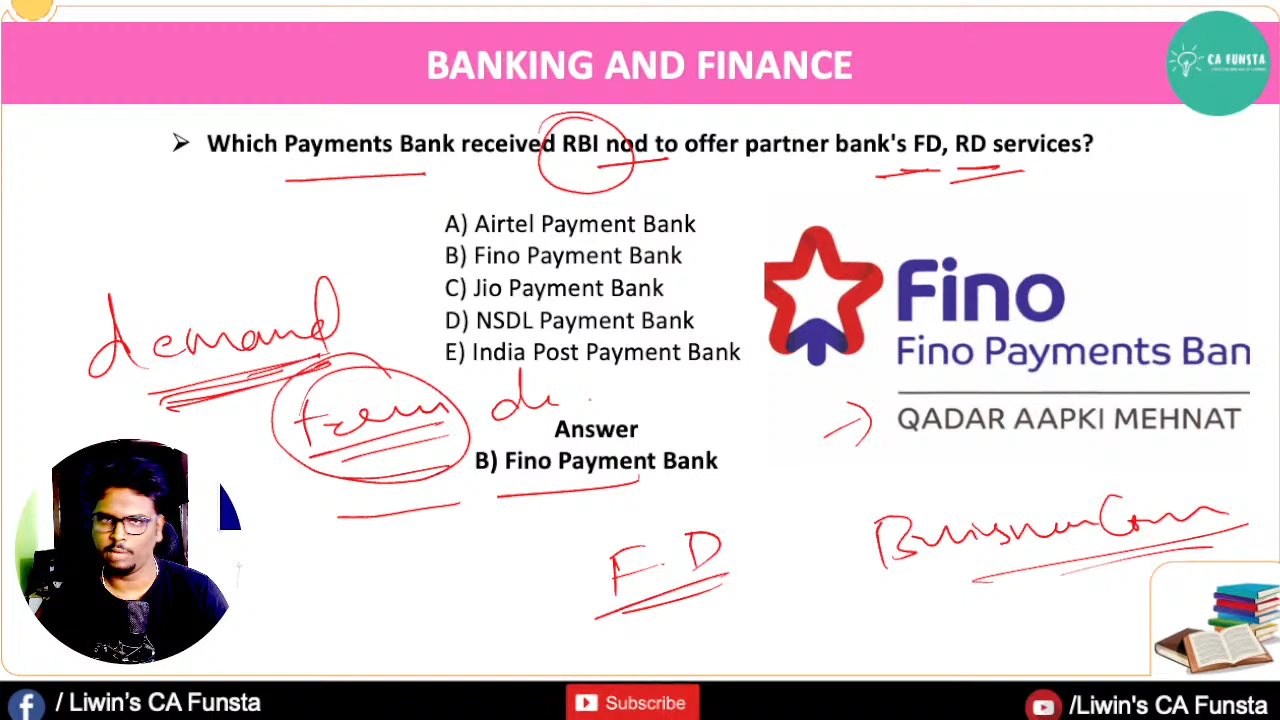 BANKING AND FINANCE
CA FUNSTA
➢ Which Payments Bank received RBI nod to offer partner bank's FD, RD services?
A) Airtel Payment Bank
B) Fino Payment Bank
C) Jio Payment Bank
D) NSDL Payment Bank
E) India Post Payment Bank
Fino
Fino Payments Ban
QADAR AAPKI MEHNAT
demand
de
Answer
B) Fino Payment Bank
F.D
/ Liwin's CA Funsta
Subscribe
/Liwin's CA Funsta